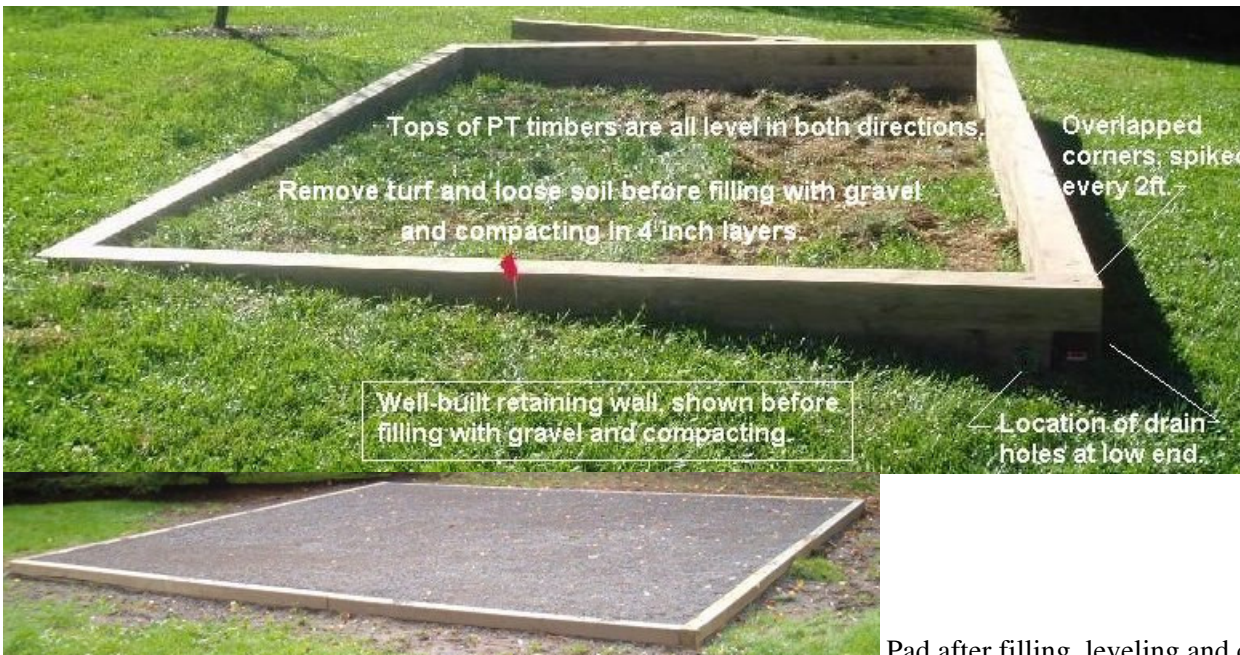 Tops of PT timbers are all level in both directions.
Overlapped
corners, spiked
every 2ft.
Remove turf and loose soil before filling with gravel
and compacting in 4 inch layers.
Well-built retaining wall, shown before
filling with gravel and compacting.
Location of drain
holes at low end.
Pad after filling, leveling and